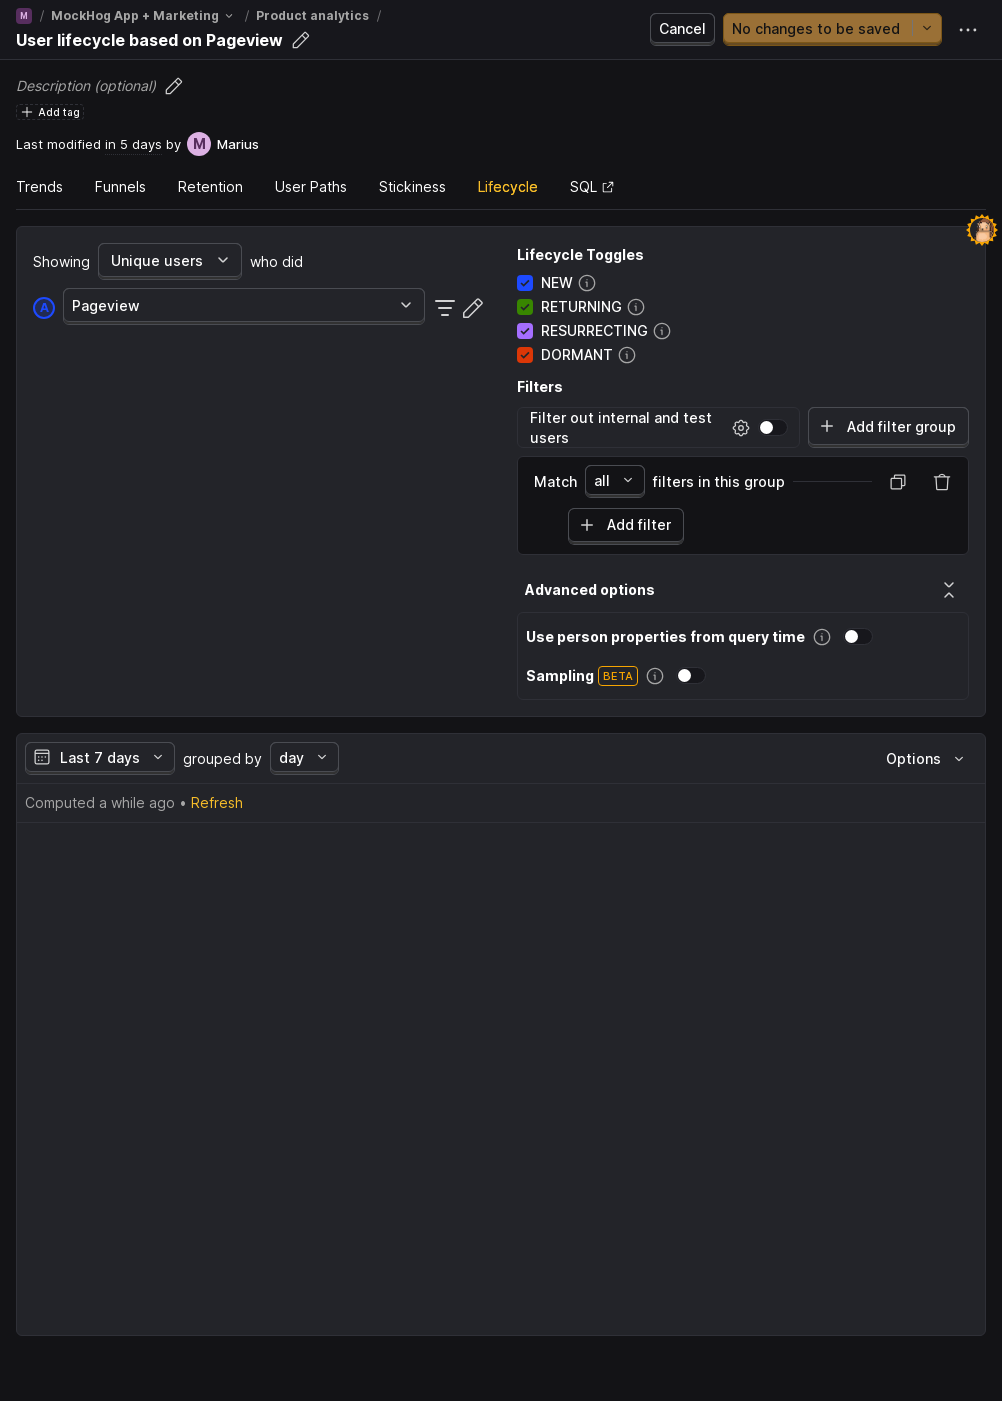 M / MockHog App + Marketing / Product analytics /
User lifecycle based on Pageview
Cancel
No changes to be saved
Description (optional)
Add tag
Last modified in 5 days by M Marius
Trends Funnels Retention User Paths Stickiness Lifecycle SQL
Showing Unique users who did
A Pageview
Lifecycle Toggles
NEW
RETURNING
RESURRECTING
DORMANT
Filters
Filter out internal and test
users
Add filter group
Match all filters in this group
Add filter
Advanced options
Use person properties from query time
Sampling BETA
Last 7 days grouped by day
Options
Computed a while ago • Refresh